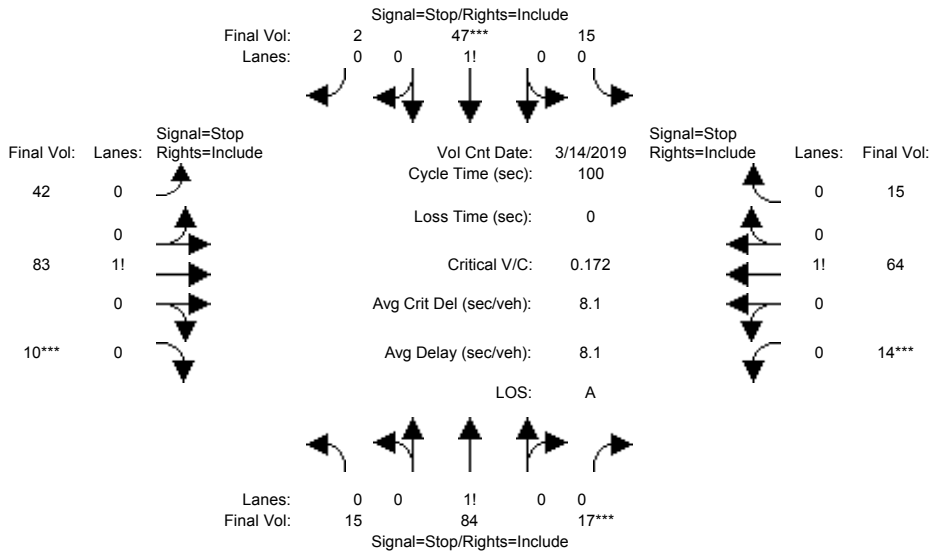 Signal=Stop/Rights=Include
Final Vol: 2 47*** 15
Lanes: 0 0 1! 0 0
Signal=Stop
Final Vol: Lanes: Rights=Include
Vol Cnt Date: 3/14/2019
Signal=Stop
Rights=Include Lanes: Final Vol:
Cycle Time (sec): 100
42 0
0 15
Loss Time (sec): 0
0
0
83 1!
Critical V/C: 0.172
1! 64
0
Avg Crit Del (sec/veh): 8.1
0
10*** 0
Avg Delay (sec/veh): 8.1
0 14***
LOS: A
Lanes: 0 0 1! 0 0
Final Vol: 15 84 17***
Signal=Stop/Rights=Include